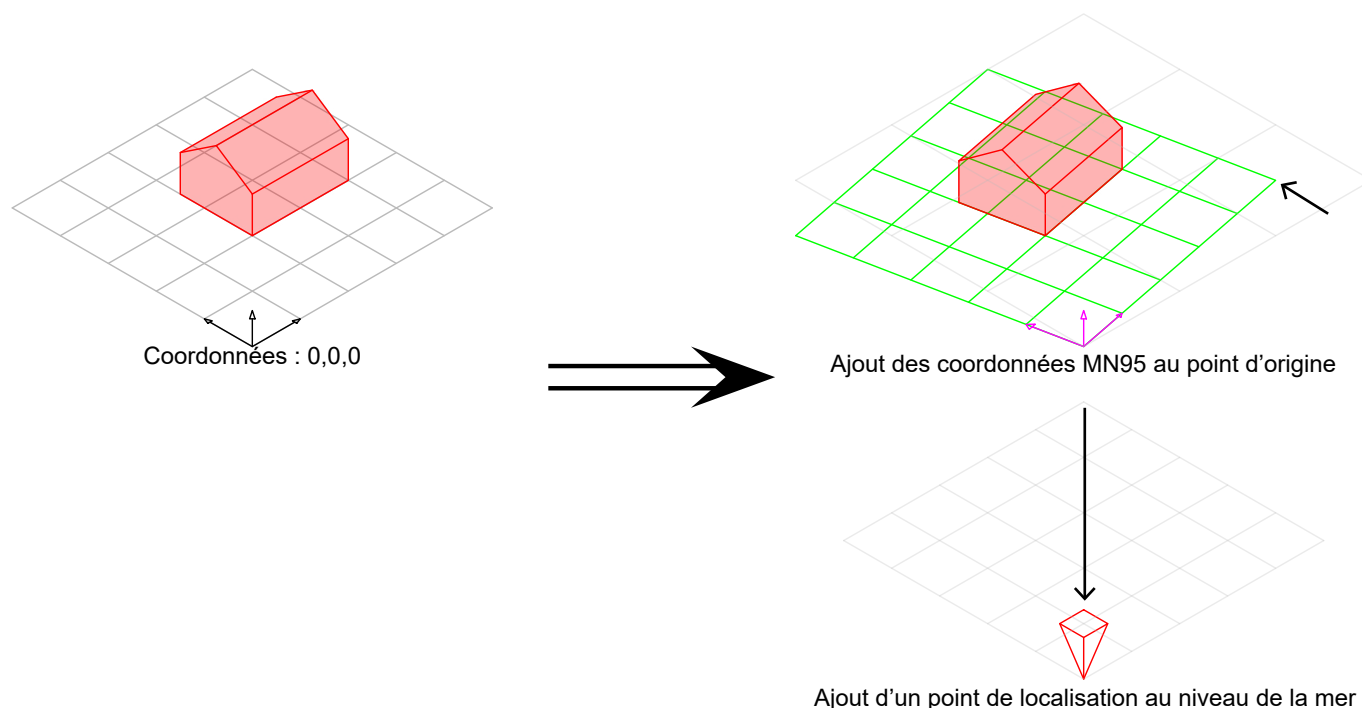 Coordonnées : 0,0,0
Ajout des coordonnées MN95 au point d’origine
Ajout d’un point de localisation au niveau de la mer